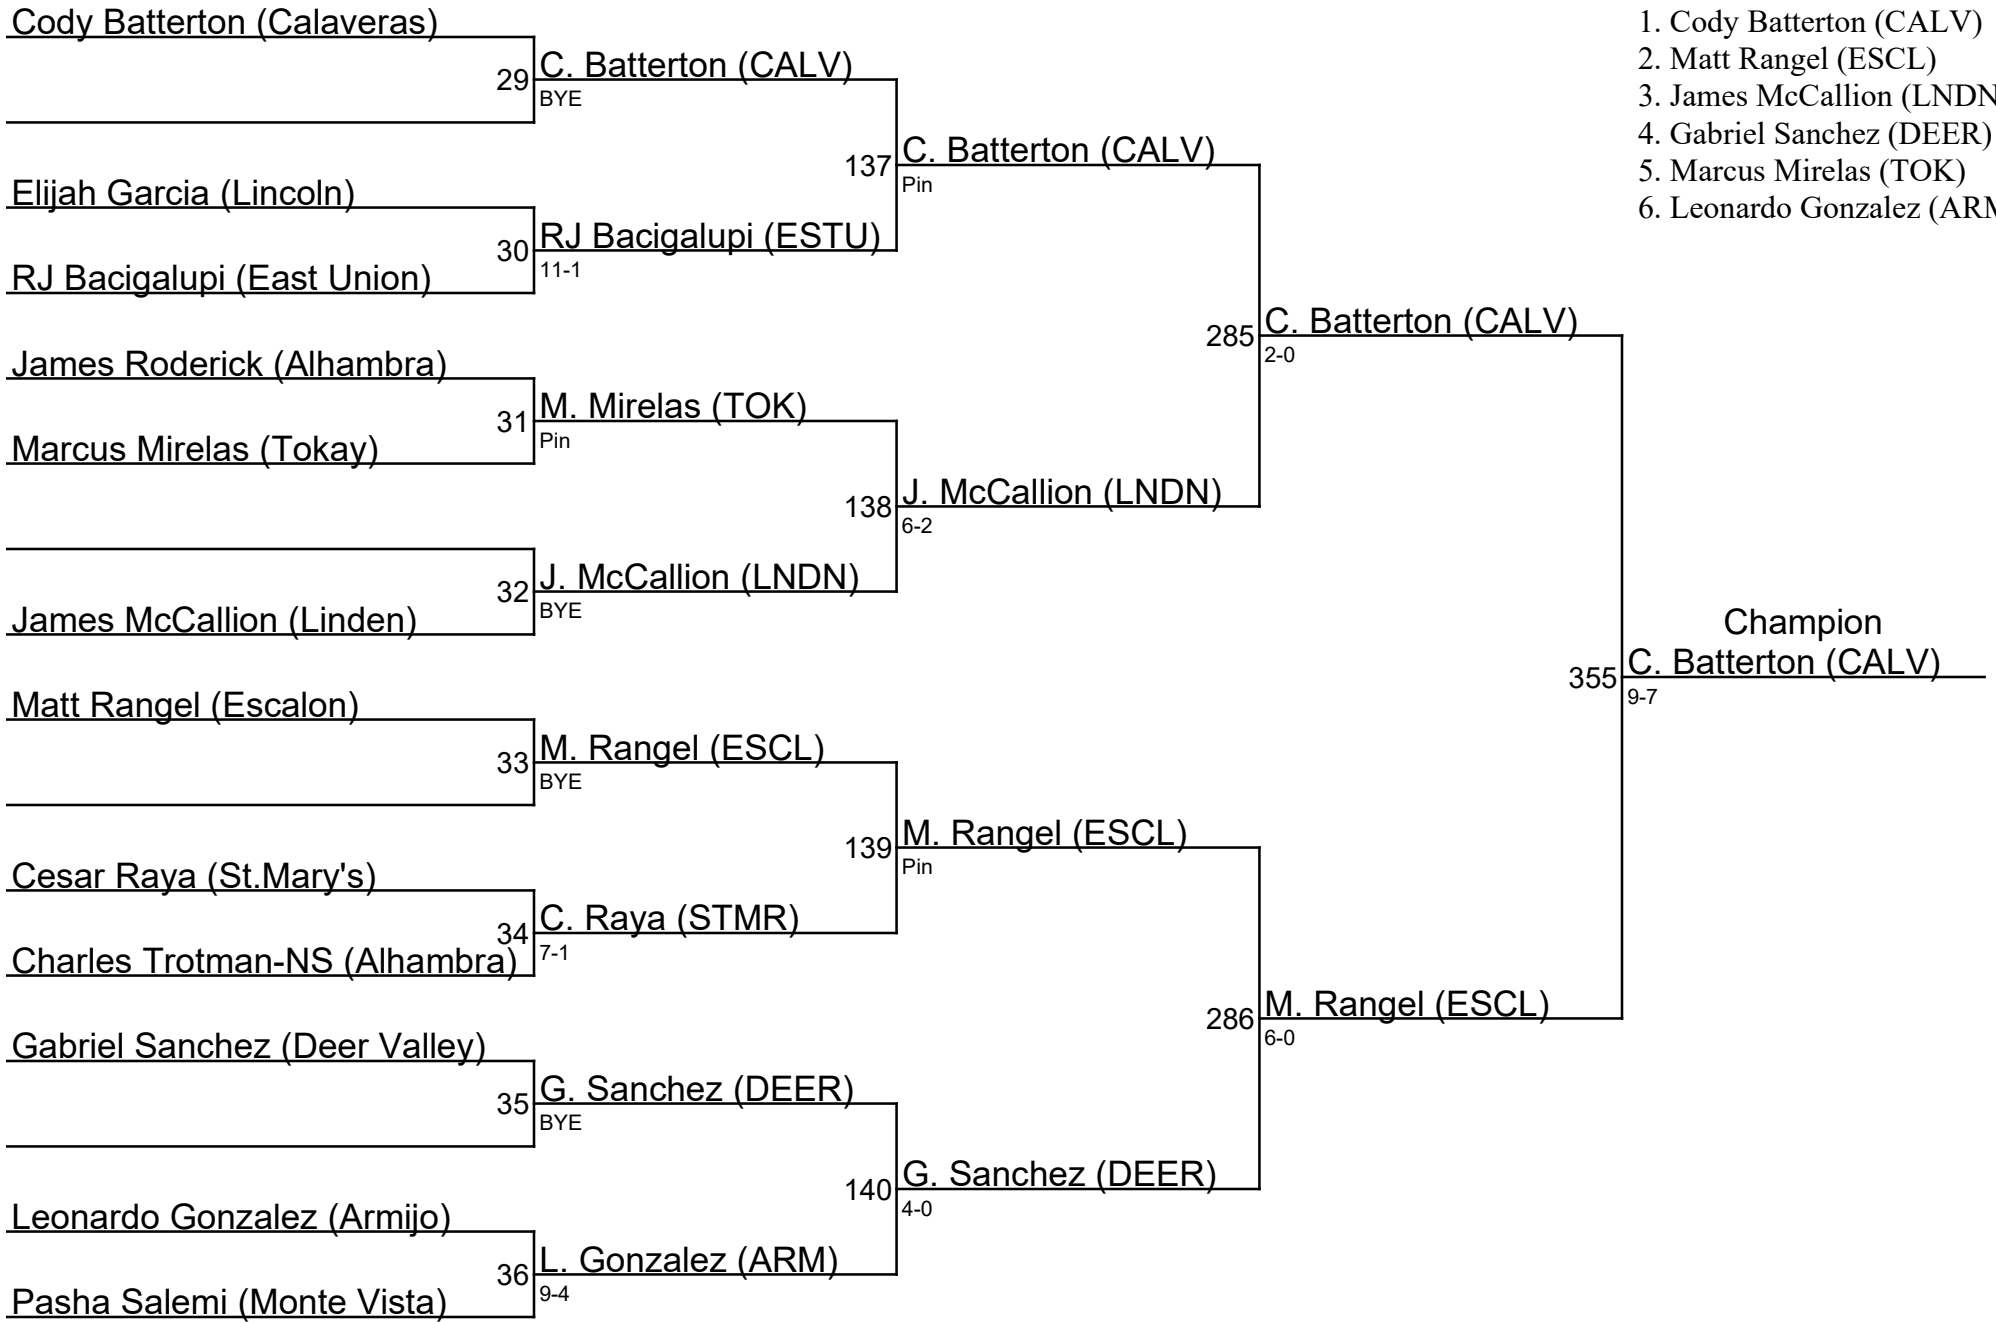 Cody Batterton (Calaveras)
29
C. Batterton (CALV)
BYE
Elijah Garcia (Lincoln)
RJ Bacigalupi (East Union)
30
RJ Bacigalupi (ESTU)
11-1
137
C. Batterton (CALV)
Pin
James Roderick (Alhambra)
Marcus Mirelas (Tokay)
31
M. Mirelas (TOK)
Pin
James McCallion (Linden)
32
J. McCallion (LNDN)
BYE
138
J. McCallion (LNDN)
6-2
285
C. Batterton (CALV)
2-0
Matt Rangel (Escalon)
33
M. Rangel (ESCL)
BYE
Cesar Raya (St.Mary's)
Charles Trotman-NS (Alhambra)
34
C. Raya (STMR)
7-1
139
M. Rangel (ESCL)
Pin
Gabriel Sanchez (Deer Valley)
35
G. Sanchez (DEER)
BYE
Leonardo Gonzalez (Armijo)
Pasha Salemi (Monte Vista)
36
L. Gonzalez (ARM)
9-4
140
G. Sanchez (DEER)
4-0
286
M. Rangel (ESCL)
6-0
Champion
355
C. Batterton (CALV)
9-7
1. Cody Batterton (CALV)
2. Matt Rangel (ESCL)
3. James McCallion (LNDN
4. Gabriel Sanchez (DEER)
5. Marcus Mirelas (TOK)
6. Leonardo Gonzalez (ARM